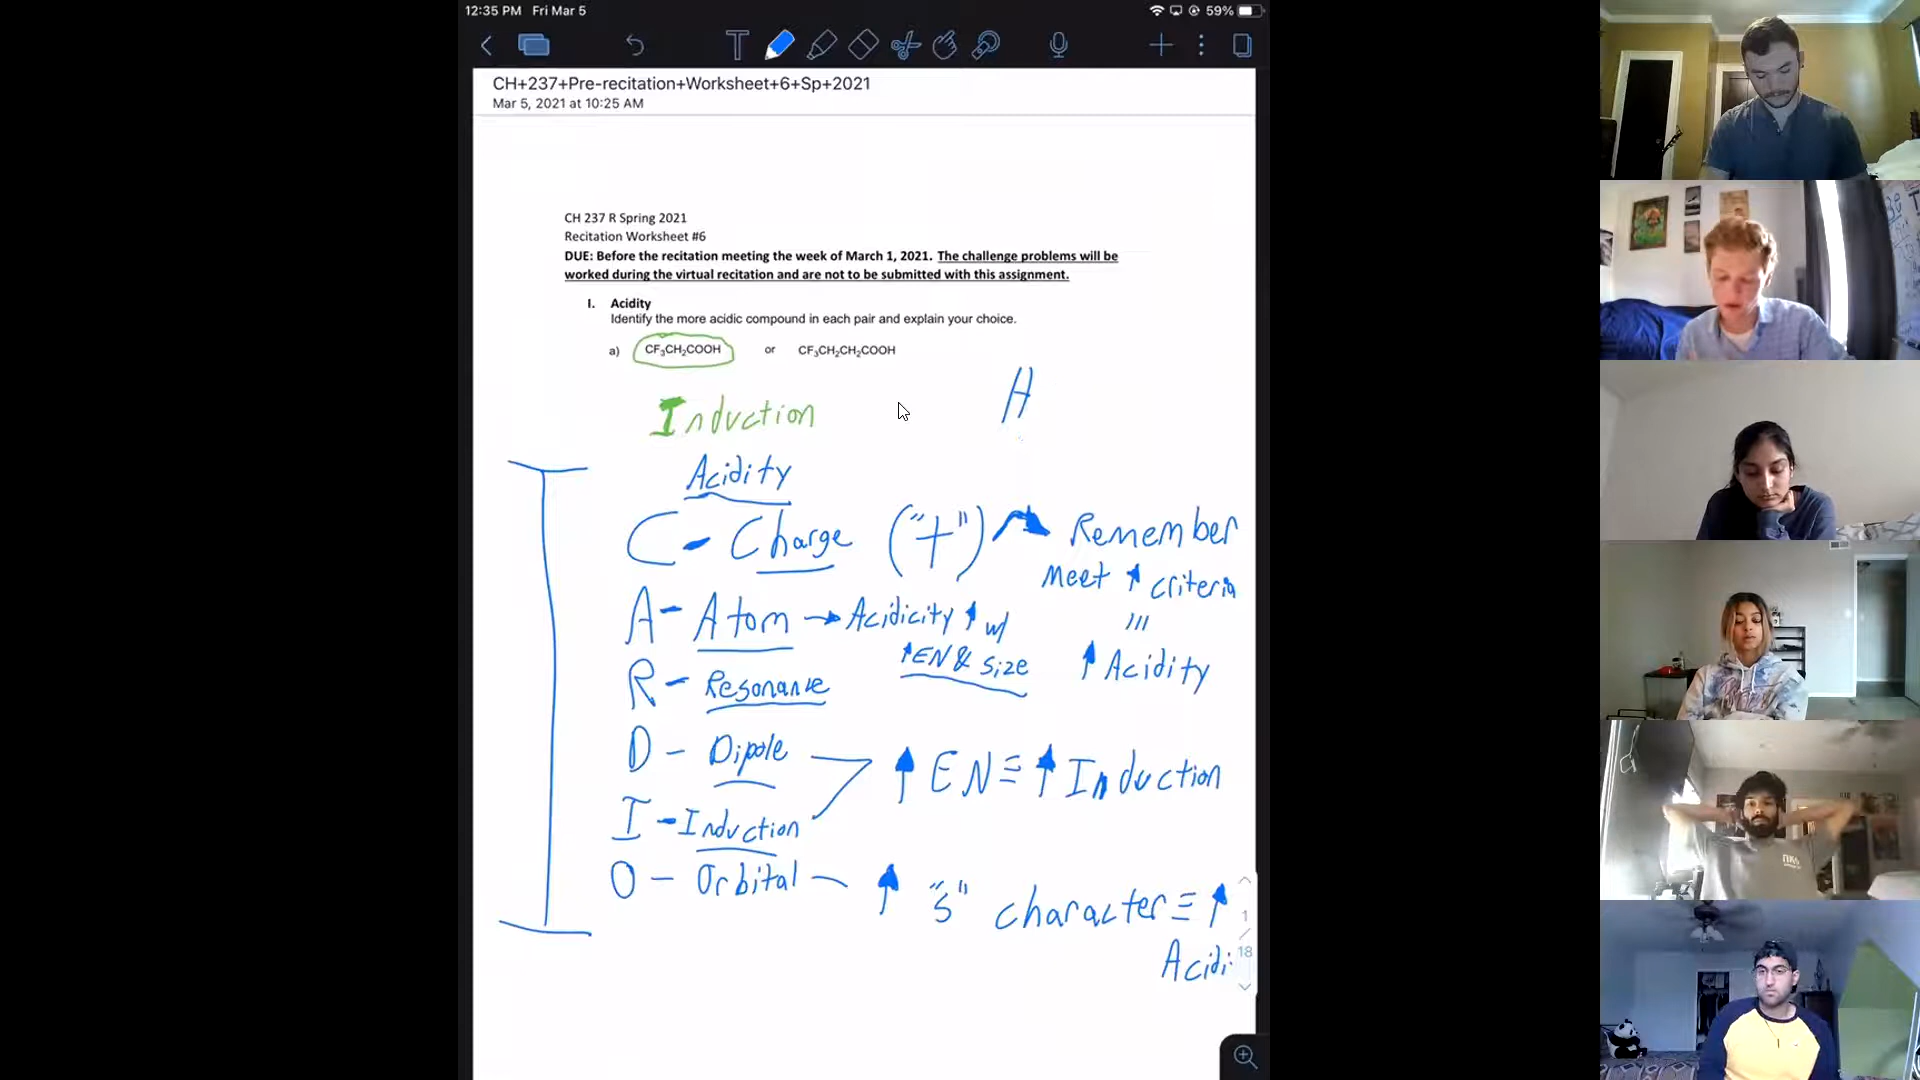 12:35 PM Fri Mar 5
59%
CH+237+Pre-recitation+Worksheet+6+Sp+2021
Mar 5, 2021 at 10:25 AM
CH 237 R Spring 2021
Recitation Worksheet #6
DUE: Before the recitation meeting the week of March 1, 2021. The challenge problems will be
worked during the virtual recitation and are not to be submitted with this assignment.
I. Acidity
Identify the more acidic compound in each pair and explain your choice.
a) CF₃CH₂COOH or CF₃CH₂CH₂COOH
H
Induction
Acidity
C - Charge ("+") → Remember
Meet ↑ criteria
A - Atom → Acidicity ↑ w/
↑EN & Size
↑ Acidity
R - Resonance
D - Dipole
↑ EN ≡ ↑ Induction
I - Induction
O - Orbital - ↑ "s" character ≡ ↑
Acidi
1
/
18